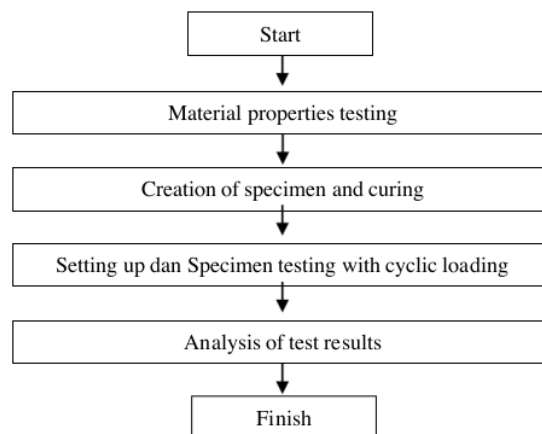 Start
Material properties testing
Creation of specimen and curing
Setting up dan Specimen testing with cyclic loading
Analysis of test results
Finish